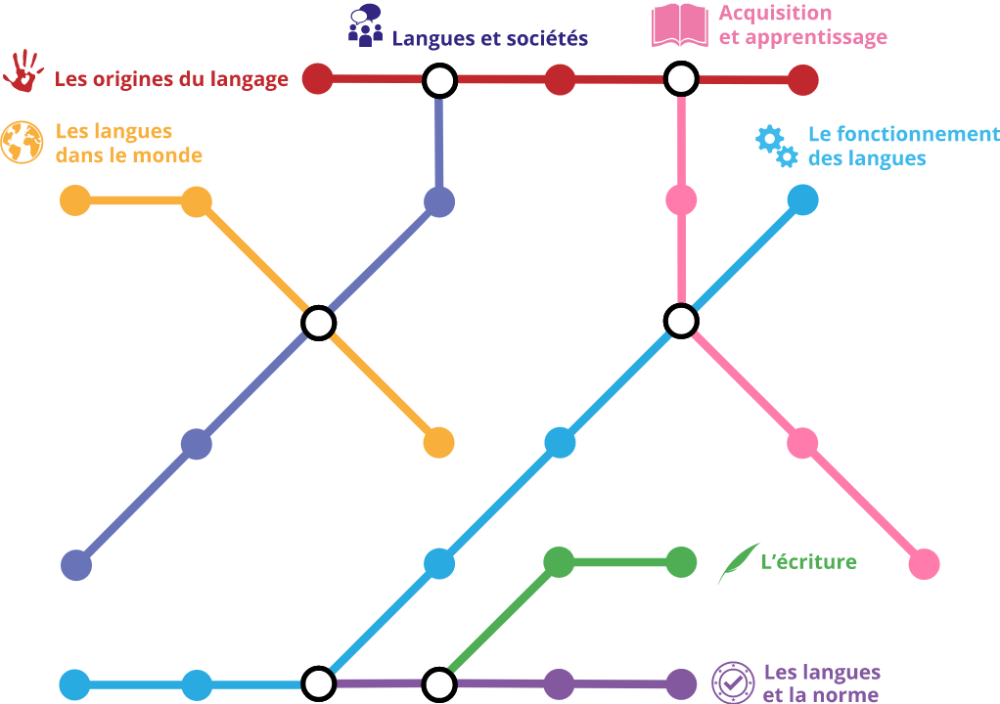 Langues et sociétés
Acquisition
et apprentissage
Les origines du langage
Les langues
dans le monde
Le fonctionnement
des langues
L’écriture
Les langues
et la norme